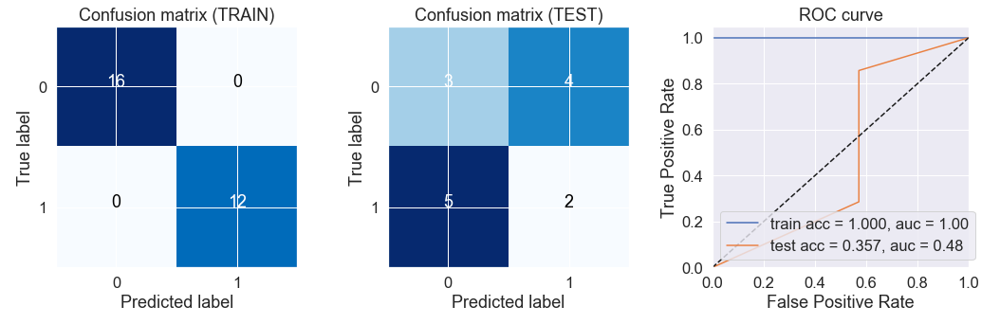 Confusion matrix (TRAIN)
True label
0
1
16
0
0
12
0
1
Predicted label
Confusion matrix (TEST)
True label
0
1
3
4
5
2
0
1
Predicted label
ROC curve
True Positive Rate
1.0
0.8
0.6
0.4
0.2
0.0
train acc = 1.000, auc = 1.00
test acc = 0.357, auc = 0.48
0.0
0.2
0.4
0.6
0.8
1.0
False Positive Rate